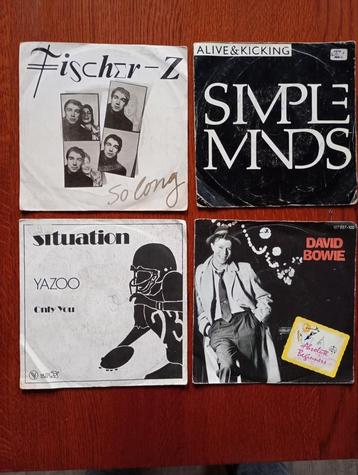 Fischer-Z
So long
ALIVE&KICKING
SIMPLE
MINDS
situation
YAZOO
Only You
DAVID
BOWIE
Absolute
Beginners